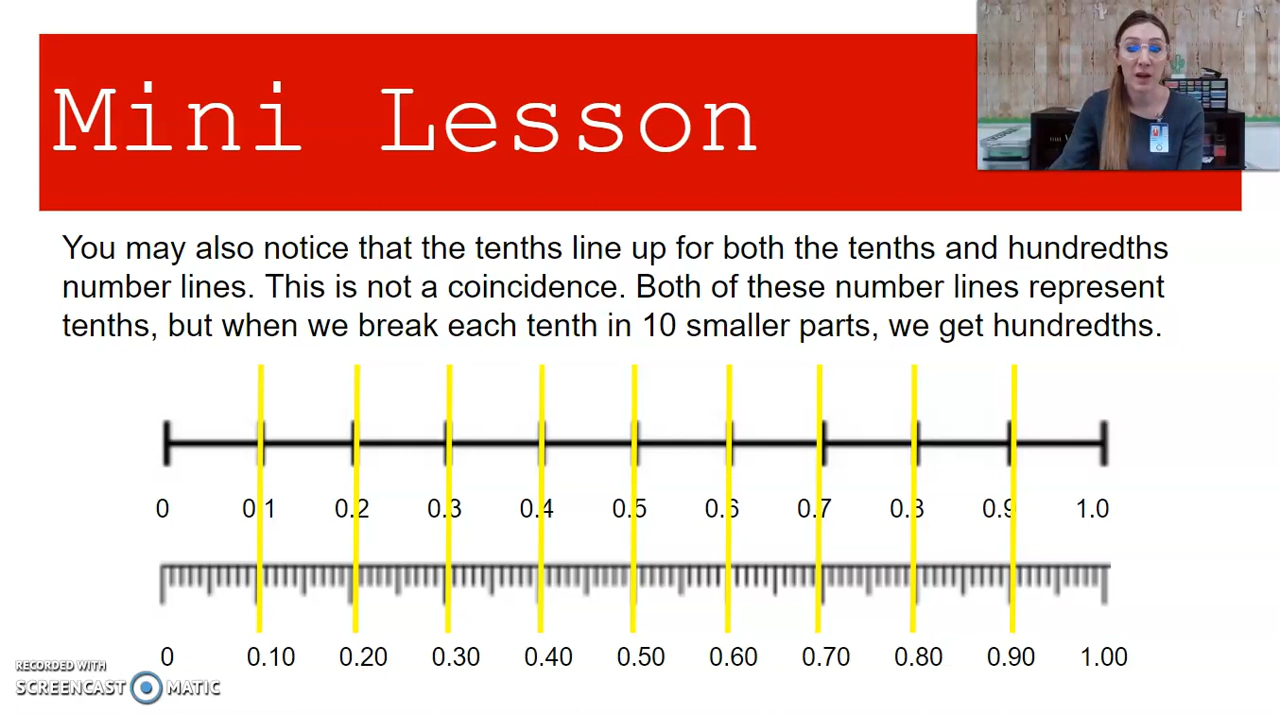 Mini Lesson
You may also notice that the tenths line up for both the tenths and hundredths
number lines. This is not a coincidence. Both of these number lines represent
tenths, but when we break each tenth in 10 smaller parts, we get hundredths.
0 0.1 0.2 0.3 0.4 0.5 0.6 0.7 0.8 0.9 1.0
0 0.10 0.20 0.30 0.40 0.50 0.60 0.70 0.80 0.90 1.00
RECORDED WITH
SCREENCAST MATIC